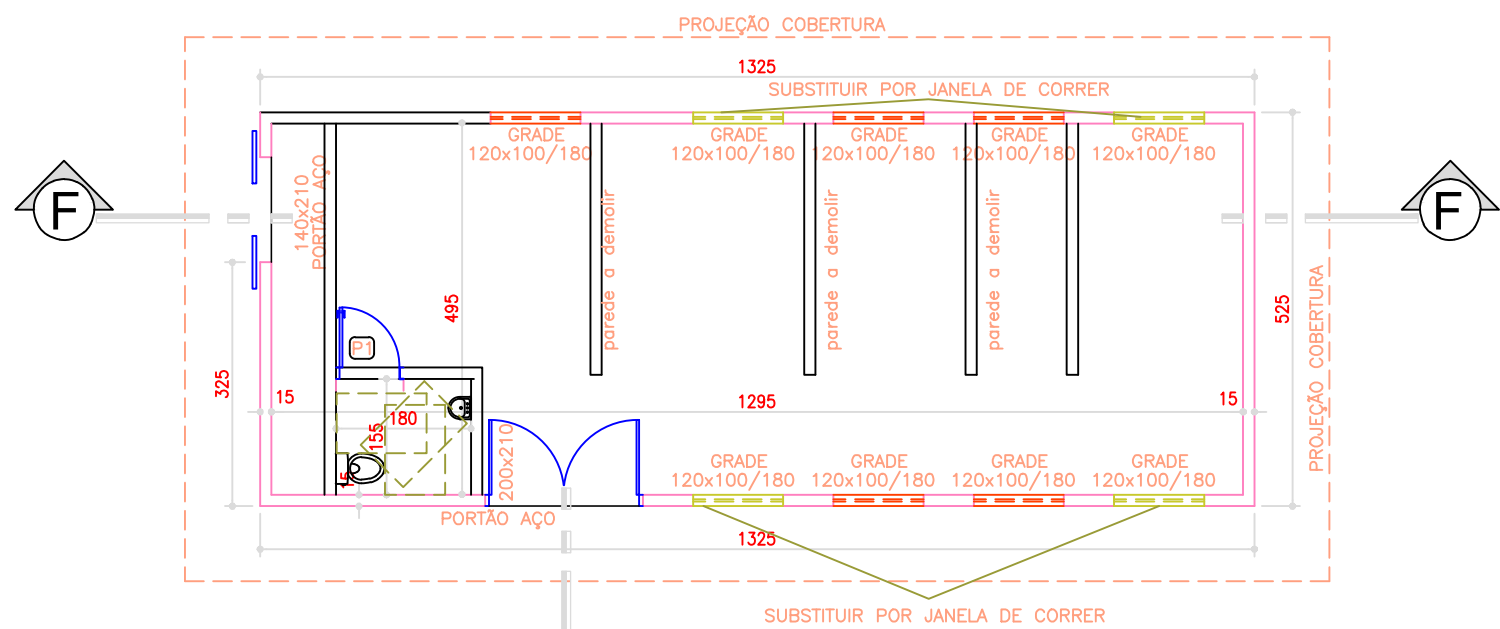 PROJEÇÃO COBERTURA
1325
SUBSTITUIR POR JANELA DE CORRER
GRADE
120x100/180
GRADE
120x100/180
GRADE
120x100/180
GRADE
120x100/180
GRADE
120x100/180
F
F
140x210
PORTÃO AÇO
parede a demolir
parede a demolir
parede a demolir
495
525
PROJEÇÃO COBERTURA
P1
325
15
180
155
15
1295
15
200x210
PORTÃO AÇO
GRADE
120x100/180
GRADE
120x100/180
GRADE
120x100/180
GRADE
120x100/180
1325
SUBSTITUIR POR JANELA DE CORRER